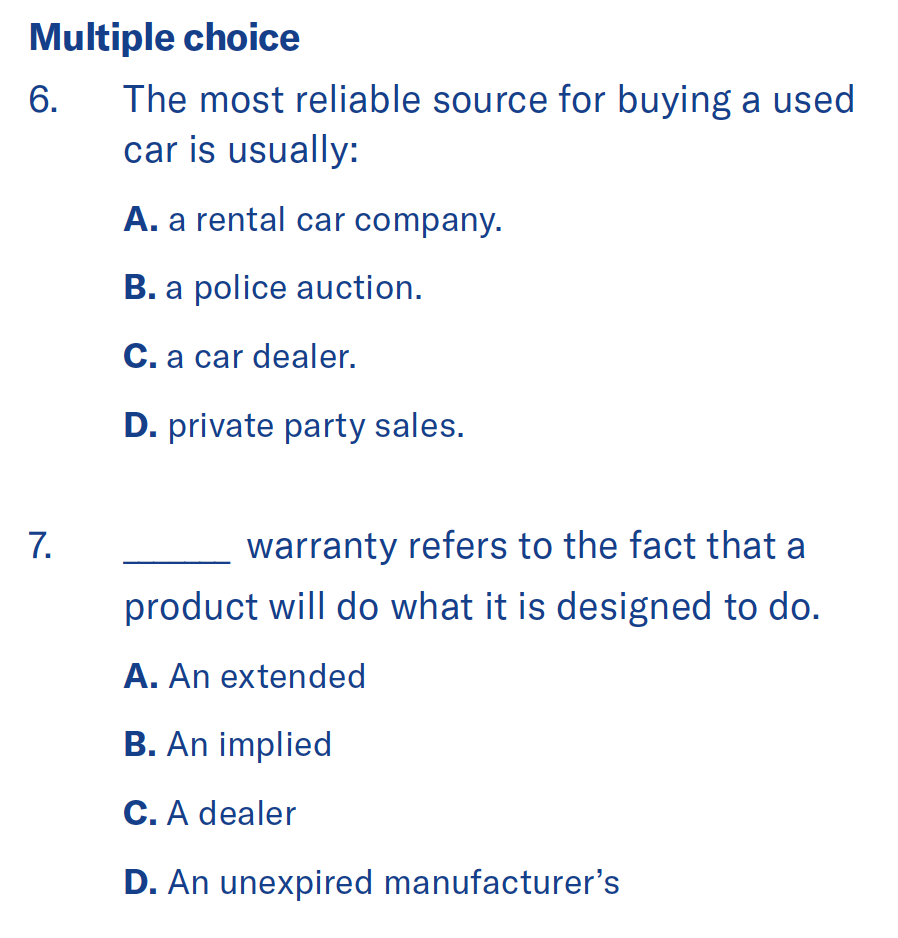 Multiple choice
6. The most reliable source for buying a used
car is usually:
A. a rental car company.
B. a police auction.
C. a car dealer.
D. private party sales.
7. _______ warranty refers to the fact that a
product will do what it is designed to do.
A. An extended
B. An implied
C. A dealer
D. An unexpired manufacturer’s